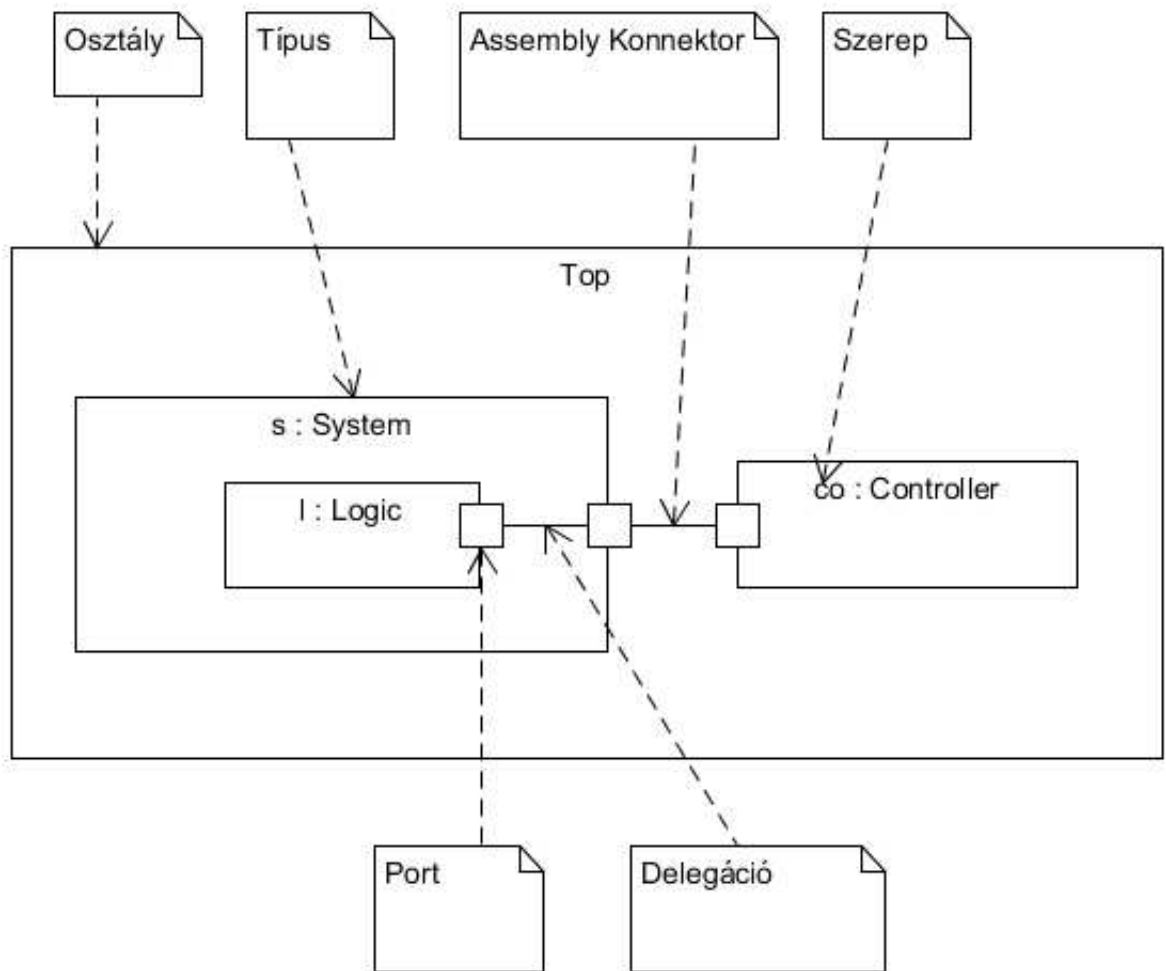 Osztály
Típus
Assembly Konnektor
Szerep
Top
s : System
l : Logic
co : Controller
Port
Delegáció